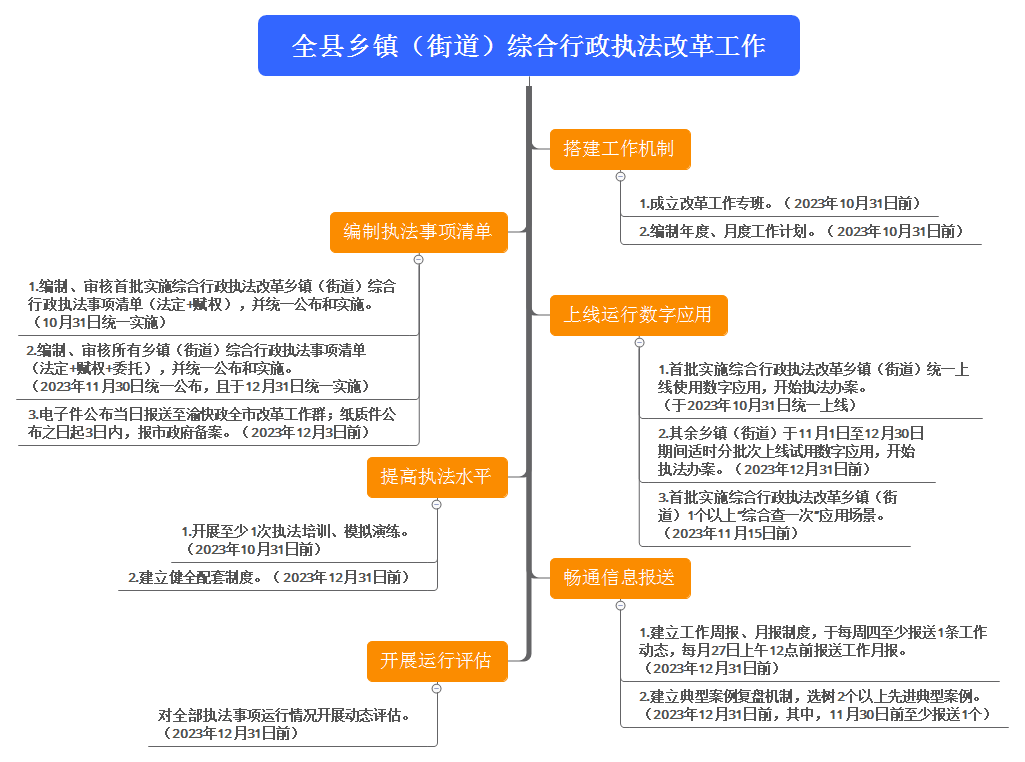 全县乡镇（街道）综合行政执法改革工作
搭建工作机制
1.成立改革工作专班。（2023年10月31日前）
2.编制年度、月度工作计划。（2023年10月31日前）
编制执法事项清单
1.编制、审核首批实施综合行政执法改革乡镇（街道）综合
行政执法事项清单（法定+赋权），并统一公布和实施。
（10月31日统一实施）
2.编制、审核所有乡镇（街道）综合行政执法事项清单
（法定+赋权+委托），并统一公布和实施。
（2023年11月30日统一公布，且于12月31日统一实施）
3.电子件公布当日报送至渝快政全市改革工作群；纸质件公
布之日起3日内，报市政府备案。（2023年12月3日前）
上线运行数字应用
1.首批实施综合行政执法改革乡镇（街道）统一上
线使用数字应用，开始执法办案。
（于2023年10月31日统一上线）
2.其余乡镇（街道）于11月1日至12月30日
期间适时分批次上线试用数字应用，开始
执法办案。（2023年12月31日前）
3.首批实施综合行政执法改革乡镇（街
道）1个以上“综合查一次”应用场景。
（2023年11月15日前）
提高执法水平
1.开展至少1次执法培训、模拟演练。
（2023年10月31日前）
2.建立健全配套制度。（2023年12月31日前）
畅通信息报送
1.建立工作周报、月报制度，于每周四至少报送1条工作
动态，每月27日上午12点前报送工作月报。
（2023年12月31日前）
2.建立典型案例复盘机制，选树2个以上先进典型案例。
（2023年12月31日前，其中，11月30日前至少报送1个）
开展运行评估
对全部执法事项运行情况开展动态评估。
（2023年12月31日前）